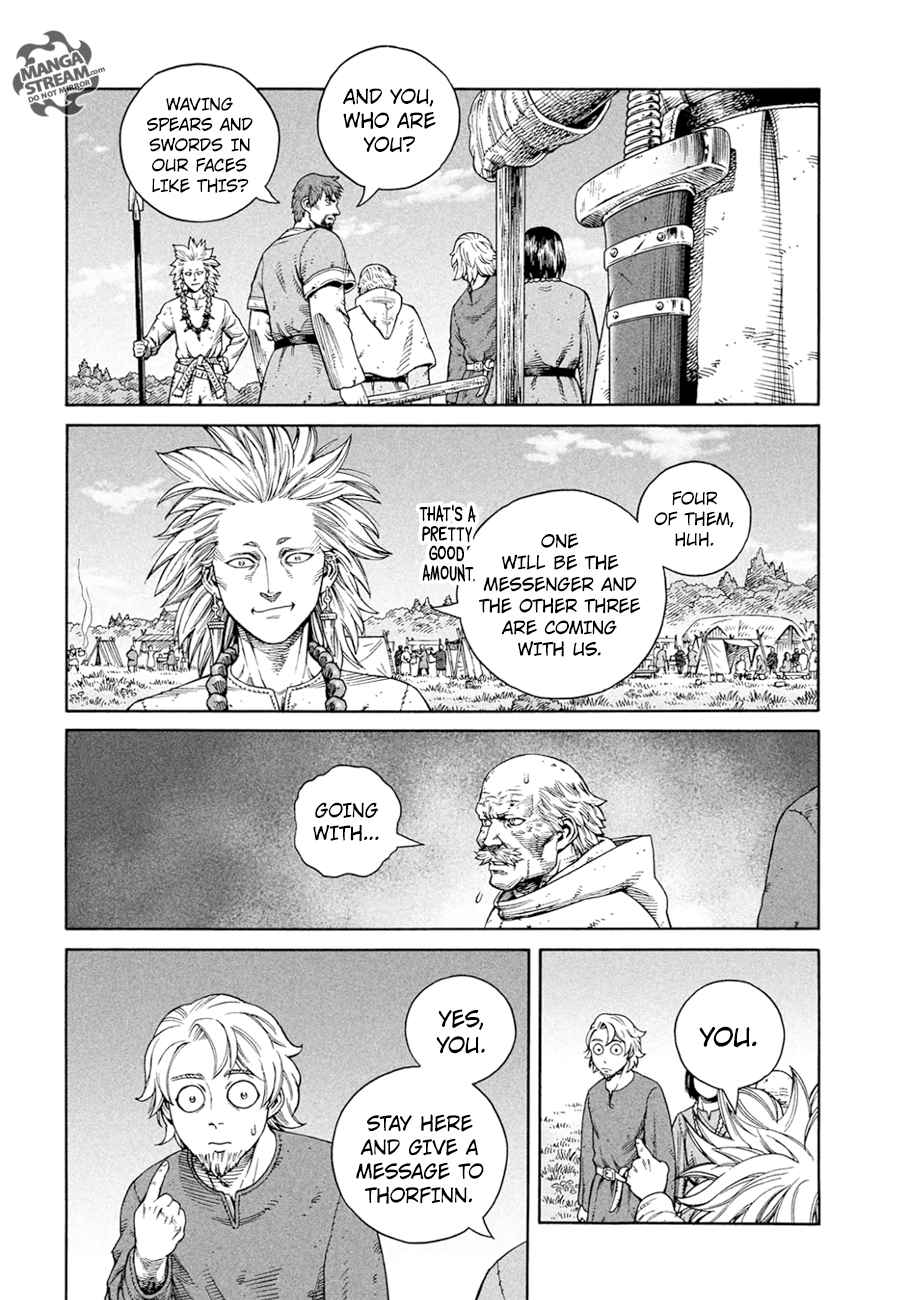 MANGA
STREAM.com
DO NOT MIRROR
AND YOU,
WHO ARE
YOU?
WAVING
SPEARS AND
SWORDS IN
OUR FACES
LIKE THIS?
FOUR
OF THEM,
HUH.
ONE
WILL BE THE
MESSENGER AND
THE OTHER THREE
ARE COMING
WITH US.
THAT'S A
PRETTY
GOOD'
AMOUNT.
GOING
WITH...
YOU.
YES,
YOU.
STAY HERE
AND GIVE A
MESSAGE TO
THORFINN.